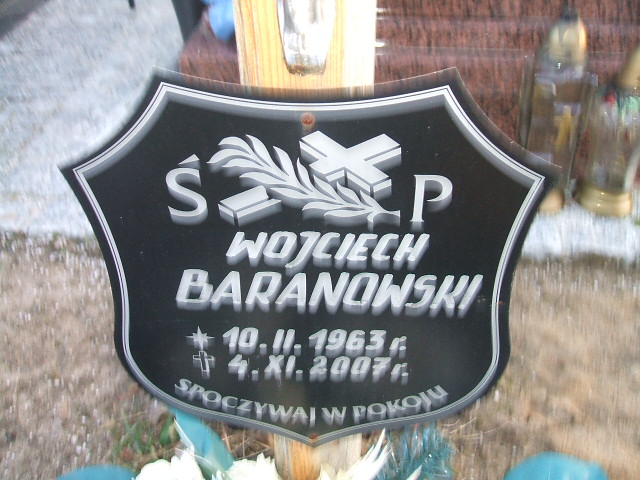 Ś P
WOJCIECH
BARANOWSKI
10.II.1963 r.
4.XI.2007 r.
SPOCZYWAJ W POKOJU